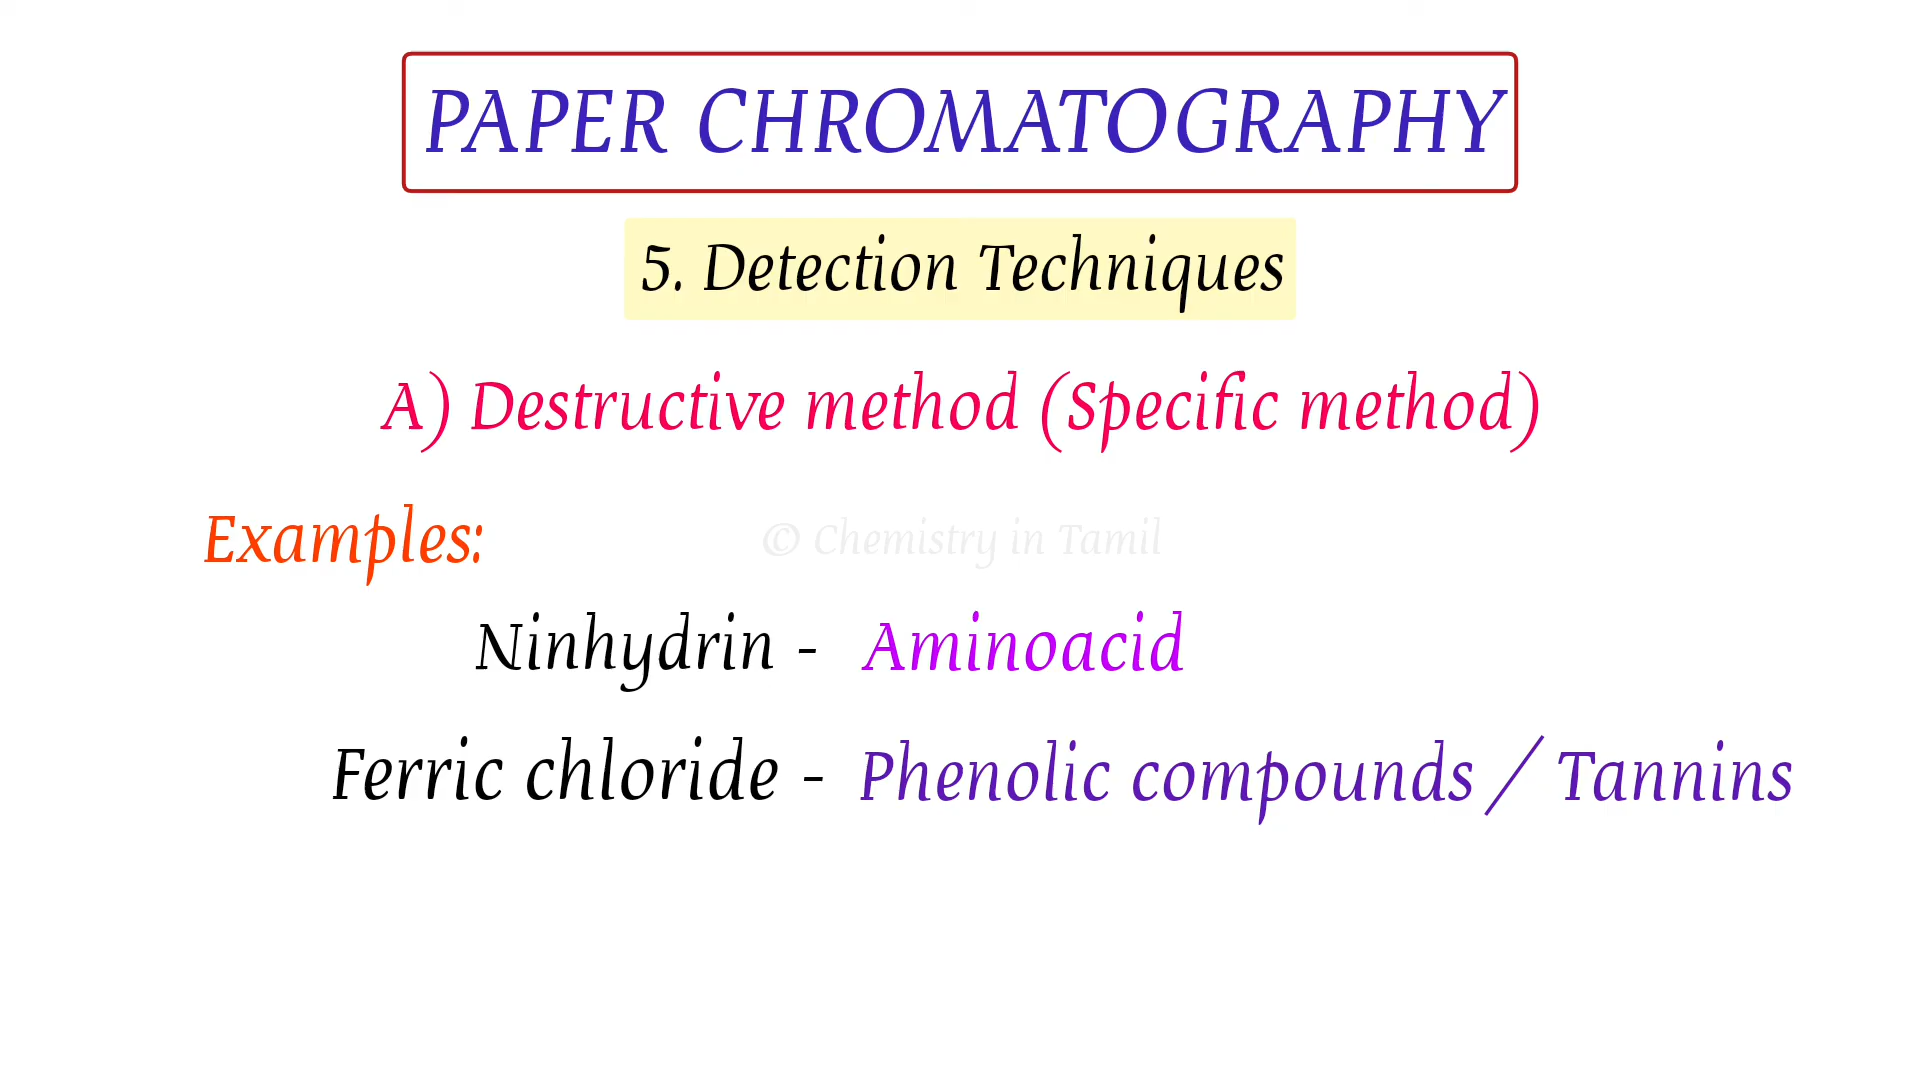 PAPER CHROMATOGRAPHY
5. Detection Techniques
A) Destructive method (Specific method)
Examples:
© Chemistry in Tamil
Ninhydrin - Aminoacid
Ferric chloride - Phenolic compounds / Tannins